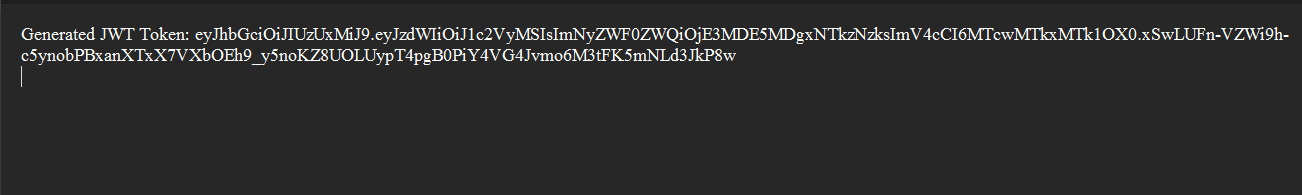 Generated JWT Token: eyJhbGciOiJIUzUxMiJ9.eyJzdWIiOiJ1c2VyMSIsImNyZWF0ZWQiOjE3MDE5MDgxNTkzNzksImV4cCI6MTcwMTkxMTk1OX0.xSwLUFn-VZWi9h-
c5ynobPBxanXTxX7VXbOEh9_y5noKZ8UOLUypT4pgB0PiY4VG4Jvmo6M3tFK5mNLd3JkP8w